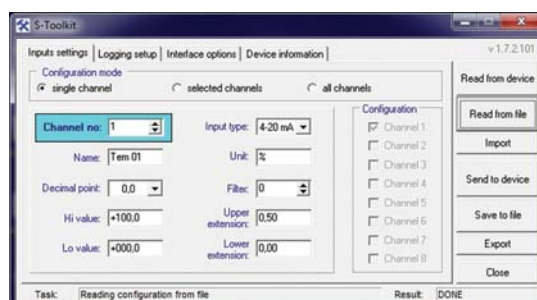 S-Toolkit
Inputs settings Logging setup Interface options Device information v 1.7.2.101
Configuration mode
single channel selected channels all channels
Read from device
Read from file
Import
Send to device
Save to file
Export
Close
Channel no: 1 Input type: 4-20 mA
Name: Tem 01 Unit: %
Decimal point: 0,0 Filter: 0
Hi value: +100,0 Upper extension: 0,50
Lo value: +000,0 Lower extension: 0,00
Configuration
Channel 1
Channel 2
Channel 3
Channel 4
Channel 5
Channel 6
Channel 7
Channel 8
Task: Reading configuration from file Result: DONE